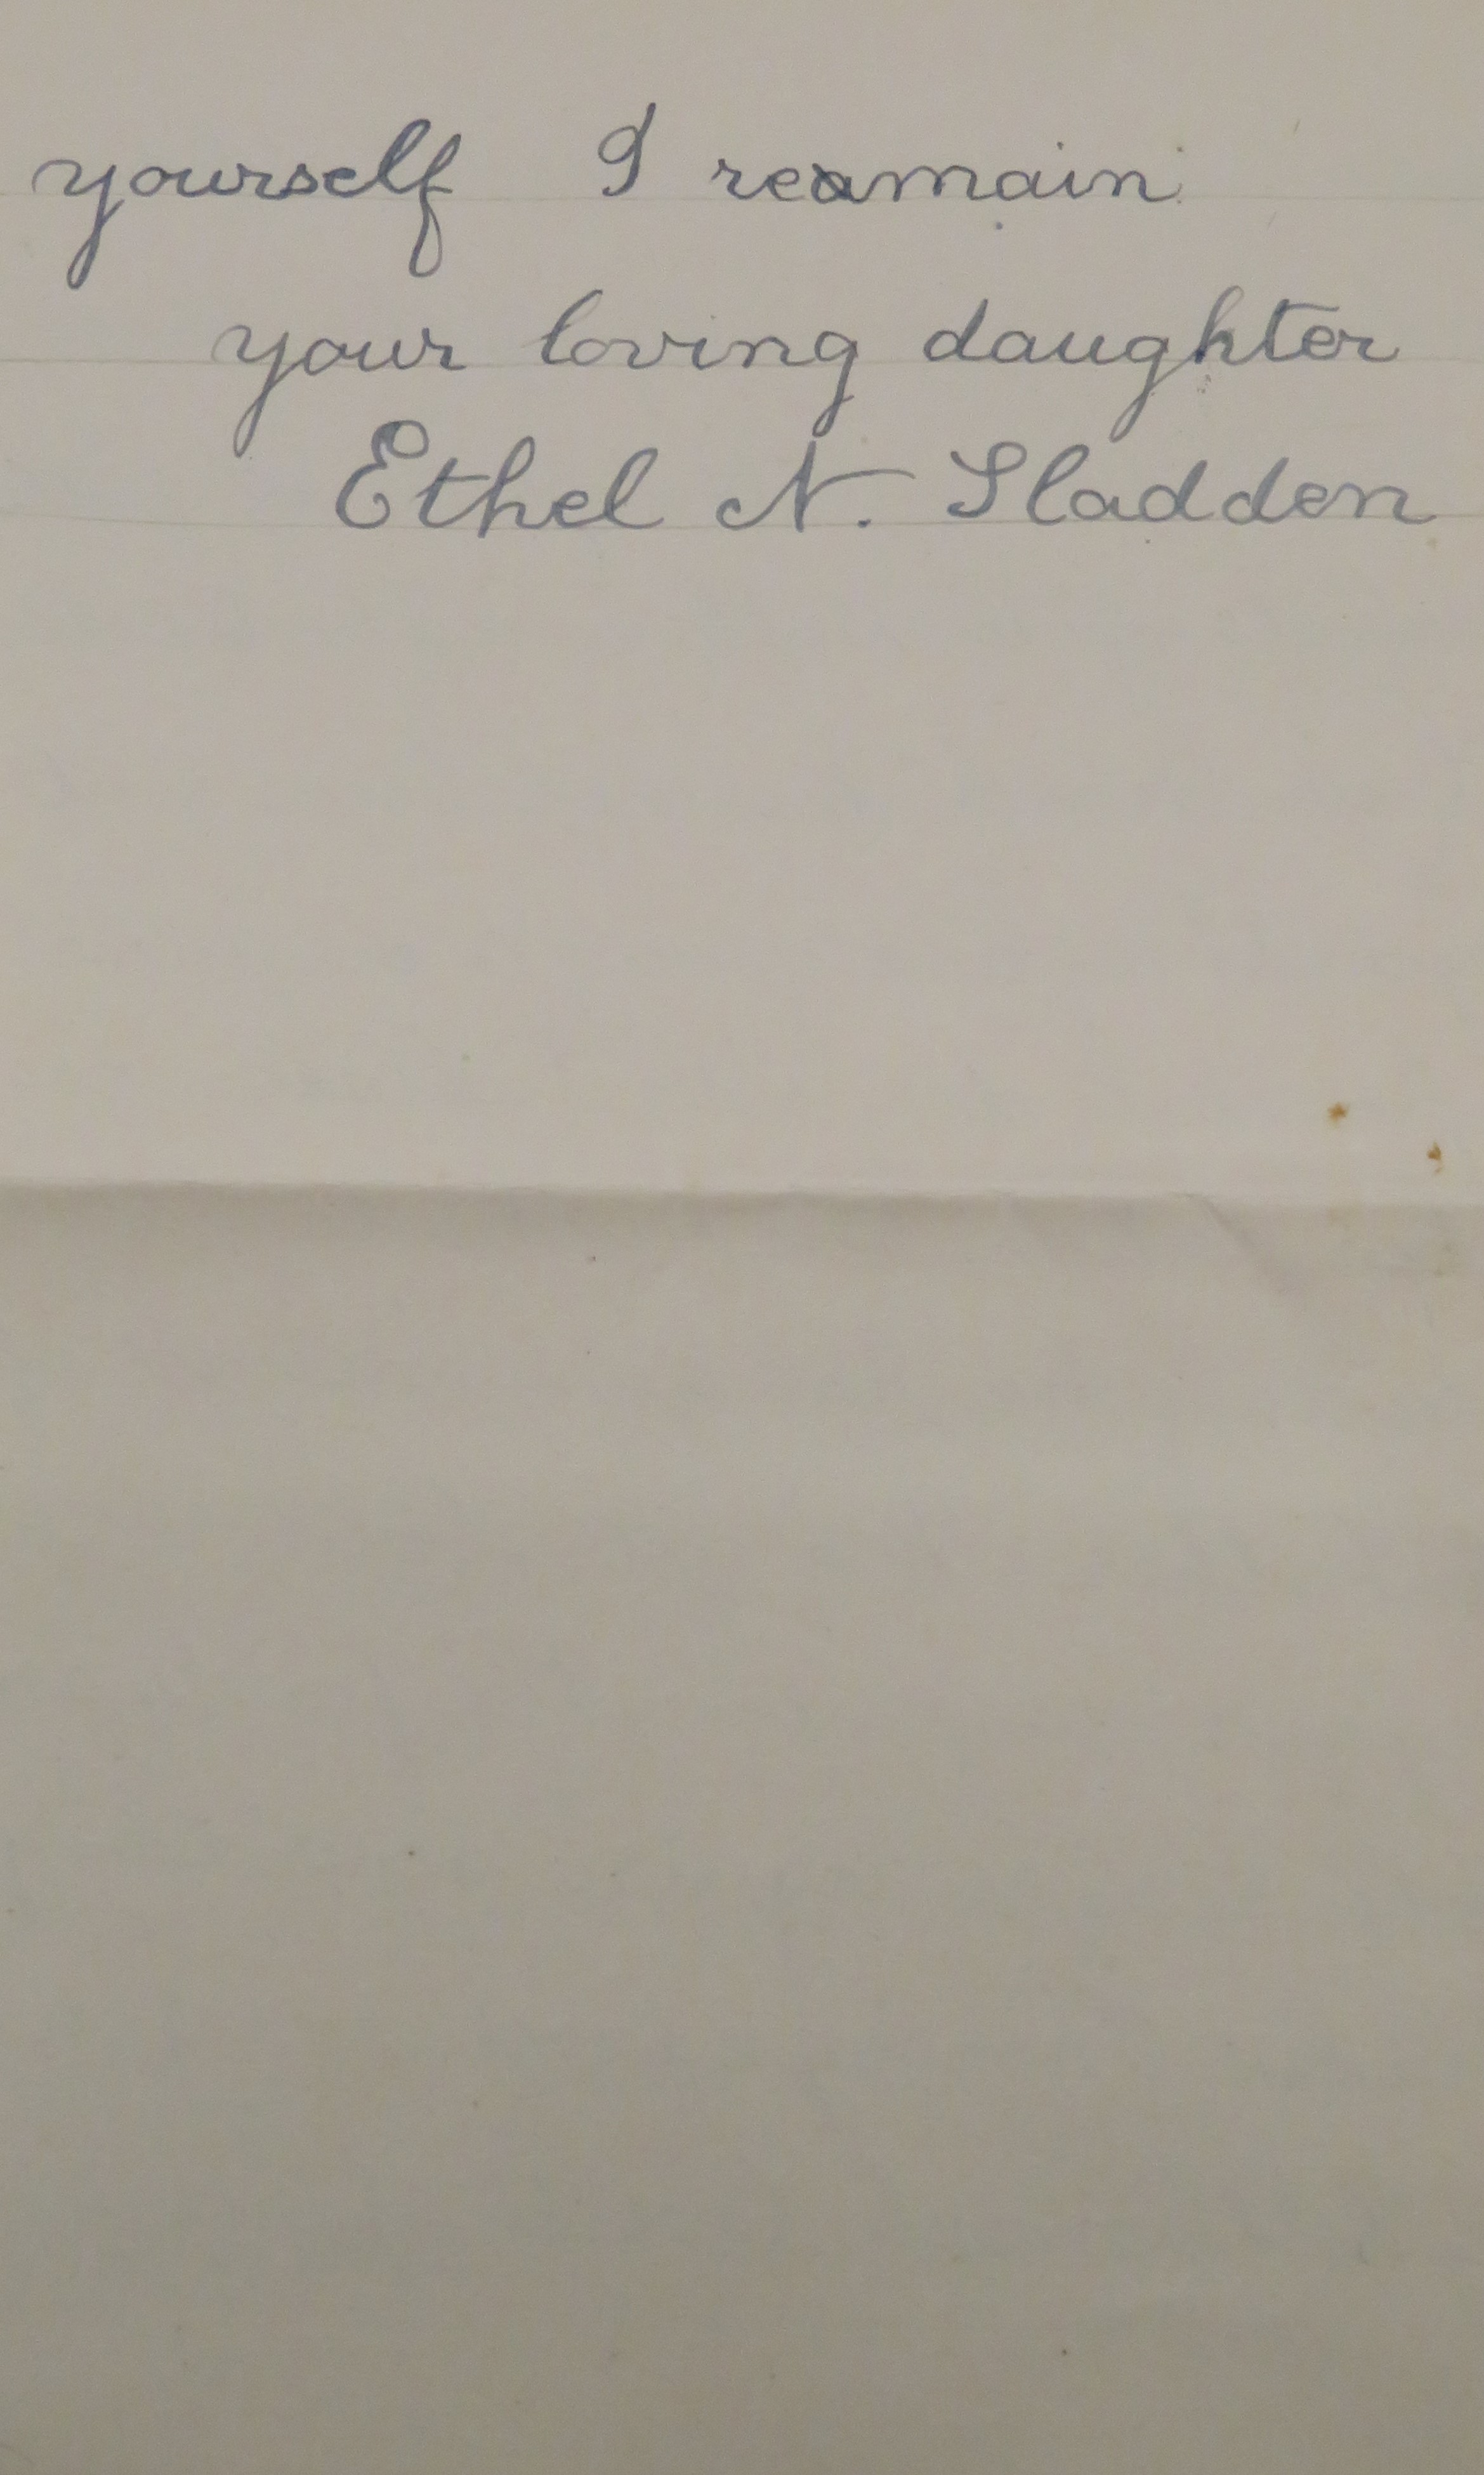 yourself I remain
your loving daughter
Ethel N. Sladden